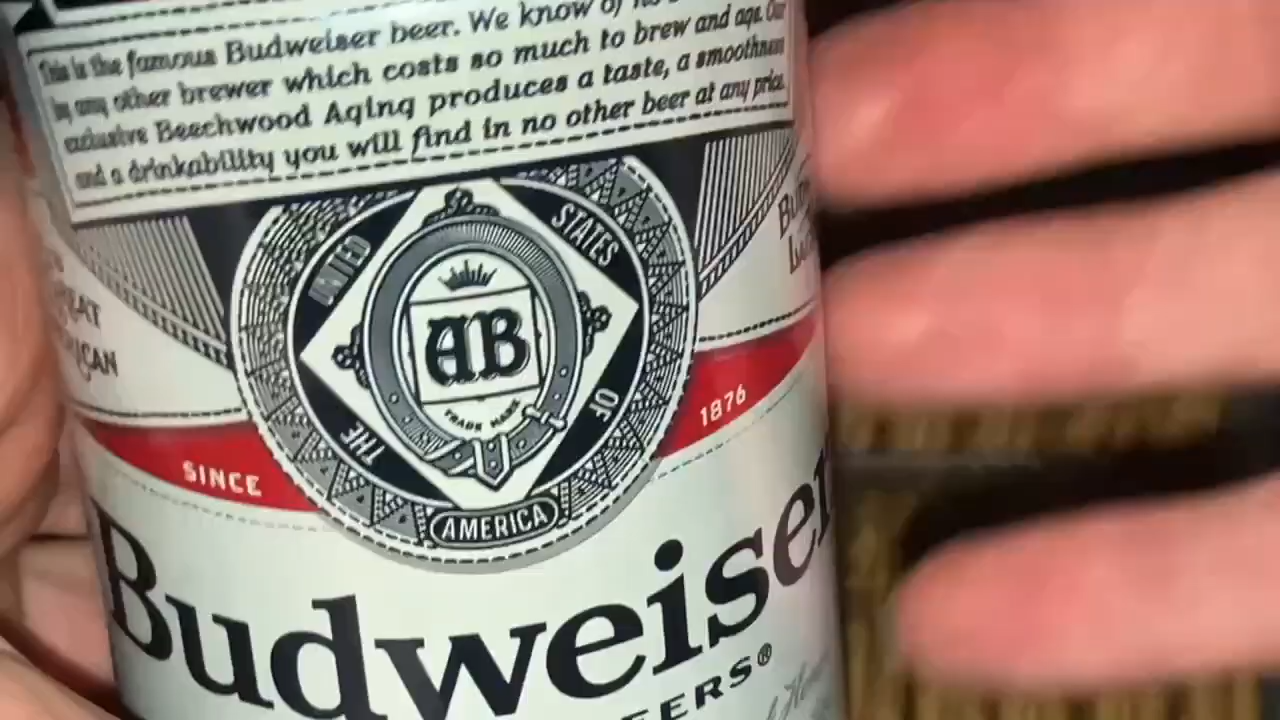 This is the famous Budweiser beer. We know of no
by any other brewer which costs so much to brew and age. Our
exclusive Beechwood Aging produces a taste, a smoothness
and a drinkability you will find in no other beer at any price.
UNITED STATES OF AMERICA THE
AB
TRADE MARK
SINCE 1876
Budweiser